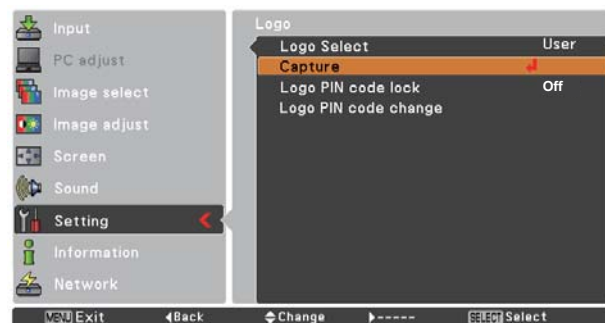 Input
PC adjust
Image select
Image adjust
Screen
Sound
Setting
Information
Network
Logo
Logo Select User
Capture
Logo PIN code lock Off
Logo PIN code change
MENU Exit Back Change ----- SELECT Select